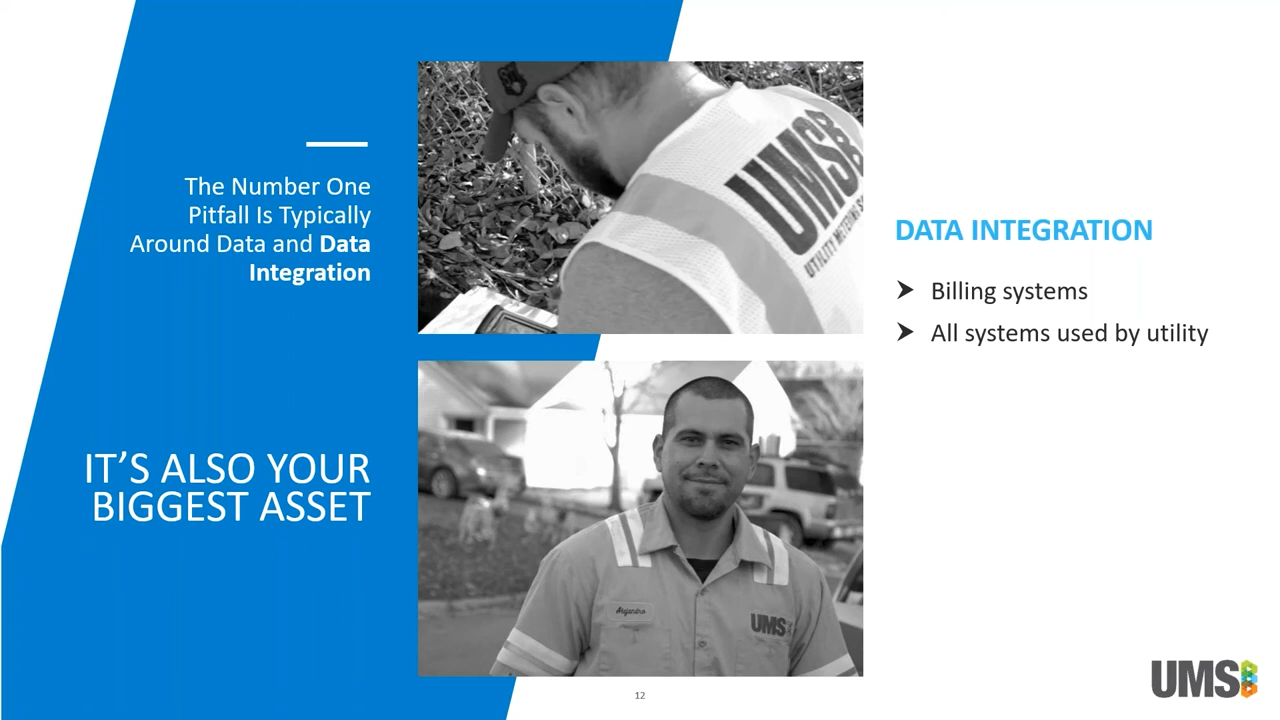 The Number One
Pitfall Is Typically
Around Data and Data
Integration
IT’S ALSO YOUR
BIGGEST ASSET
UMS
UTILITY METERING
DATA INTEGRATION
➤ Billing systems
➤ All systems used by utility
Alejandro
UMS
12
UMS